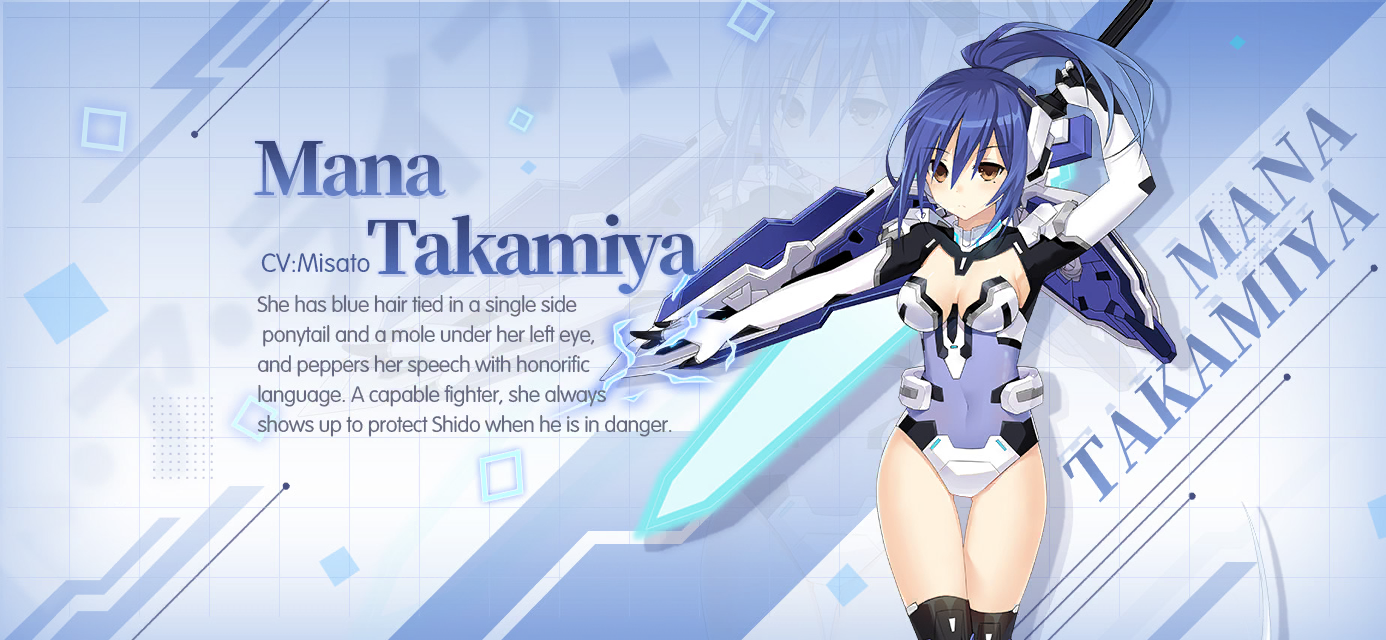 Mana
CV:Misato Takamiya
She has blue hair tied in a single side
ponytail and a mole under her left eye,
and peppers her speech with honorific
language. A capable fighter, she always
shows up to protect Shido when he is in danger.
MANA
TAKAMIYA